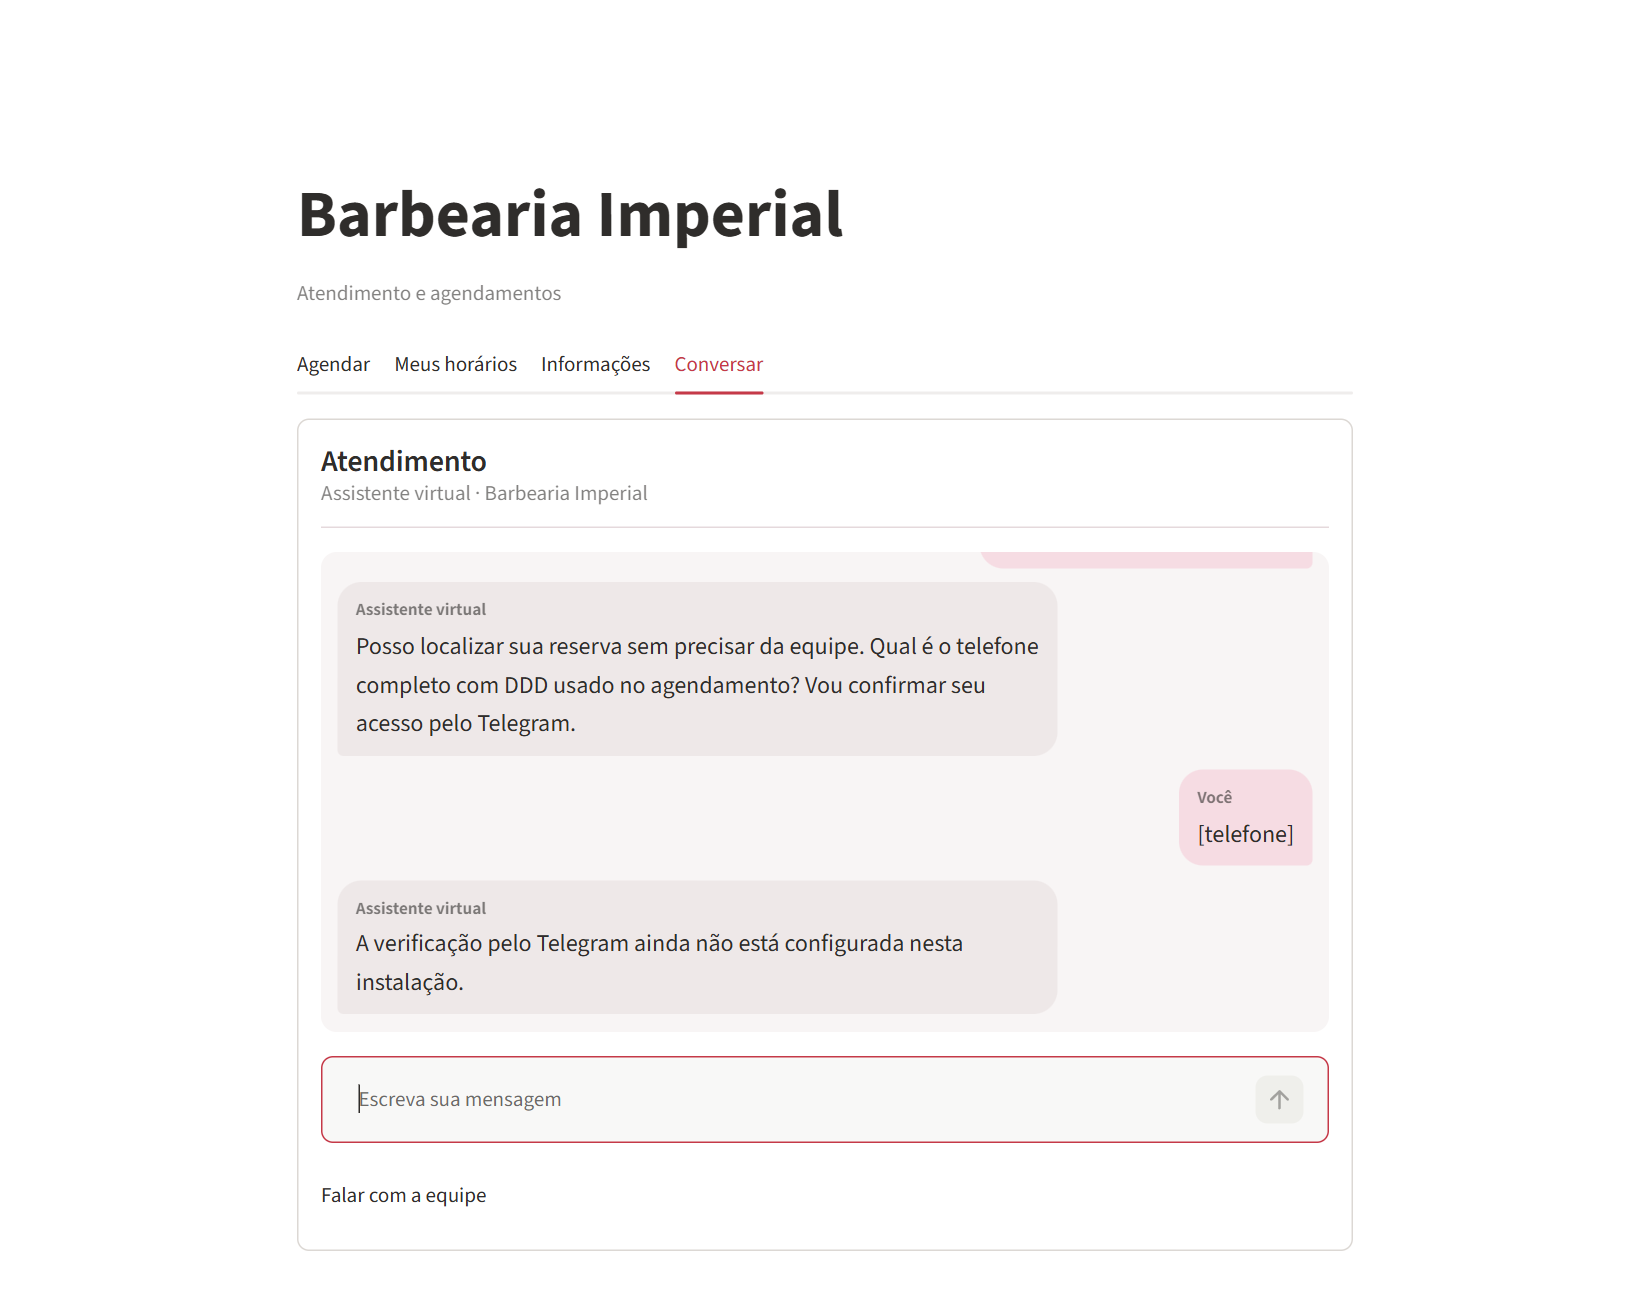 Barbearia Imperial
Atendimento e agendamentos
Agendar Meus horários Informações Conversar
Atendimento
Assistente virtual · Barbearia Imperial
Assistente virtual
Posso localizar sua reserva sem precisar da equipe. Qual é o telefone
completo com DDD usado no agendamento? Vou confirmar seu
acesso pelo Telegram.
Você
[telefone]
Assistente virtual
A verificação pelo Telegram ainda não está configurada nesta
instalação.
Escreva sua mensagem
Falar com a equipe